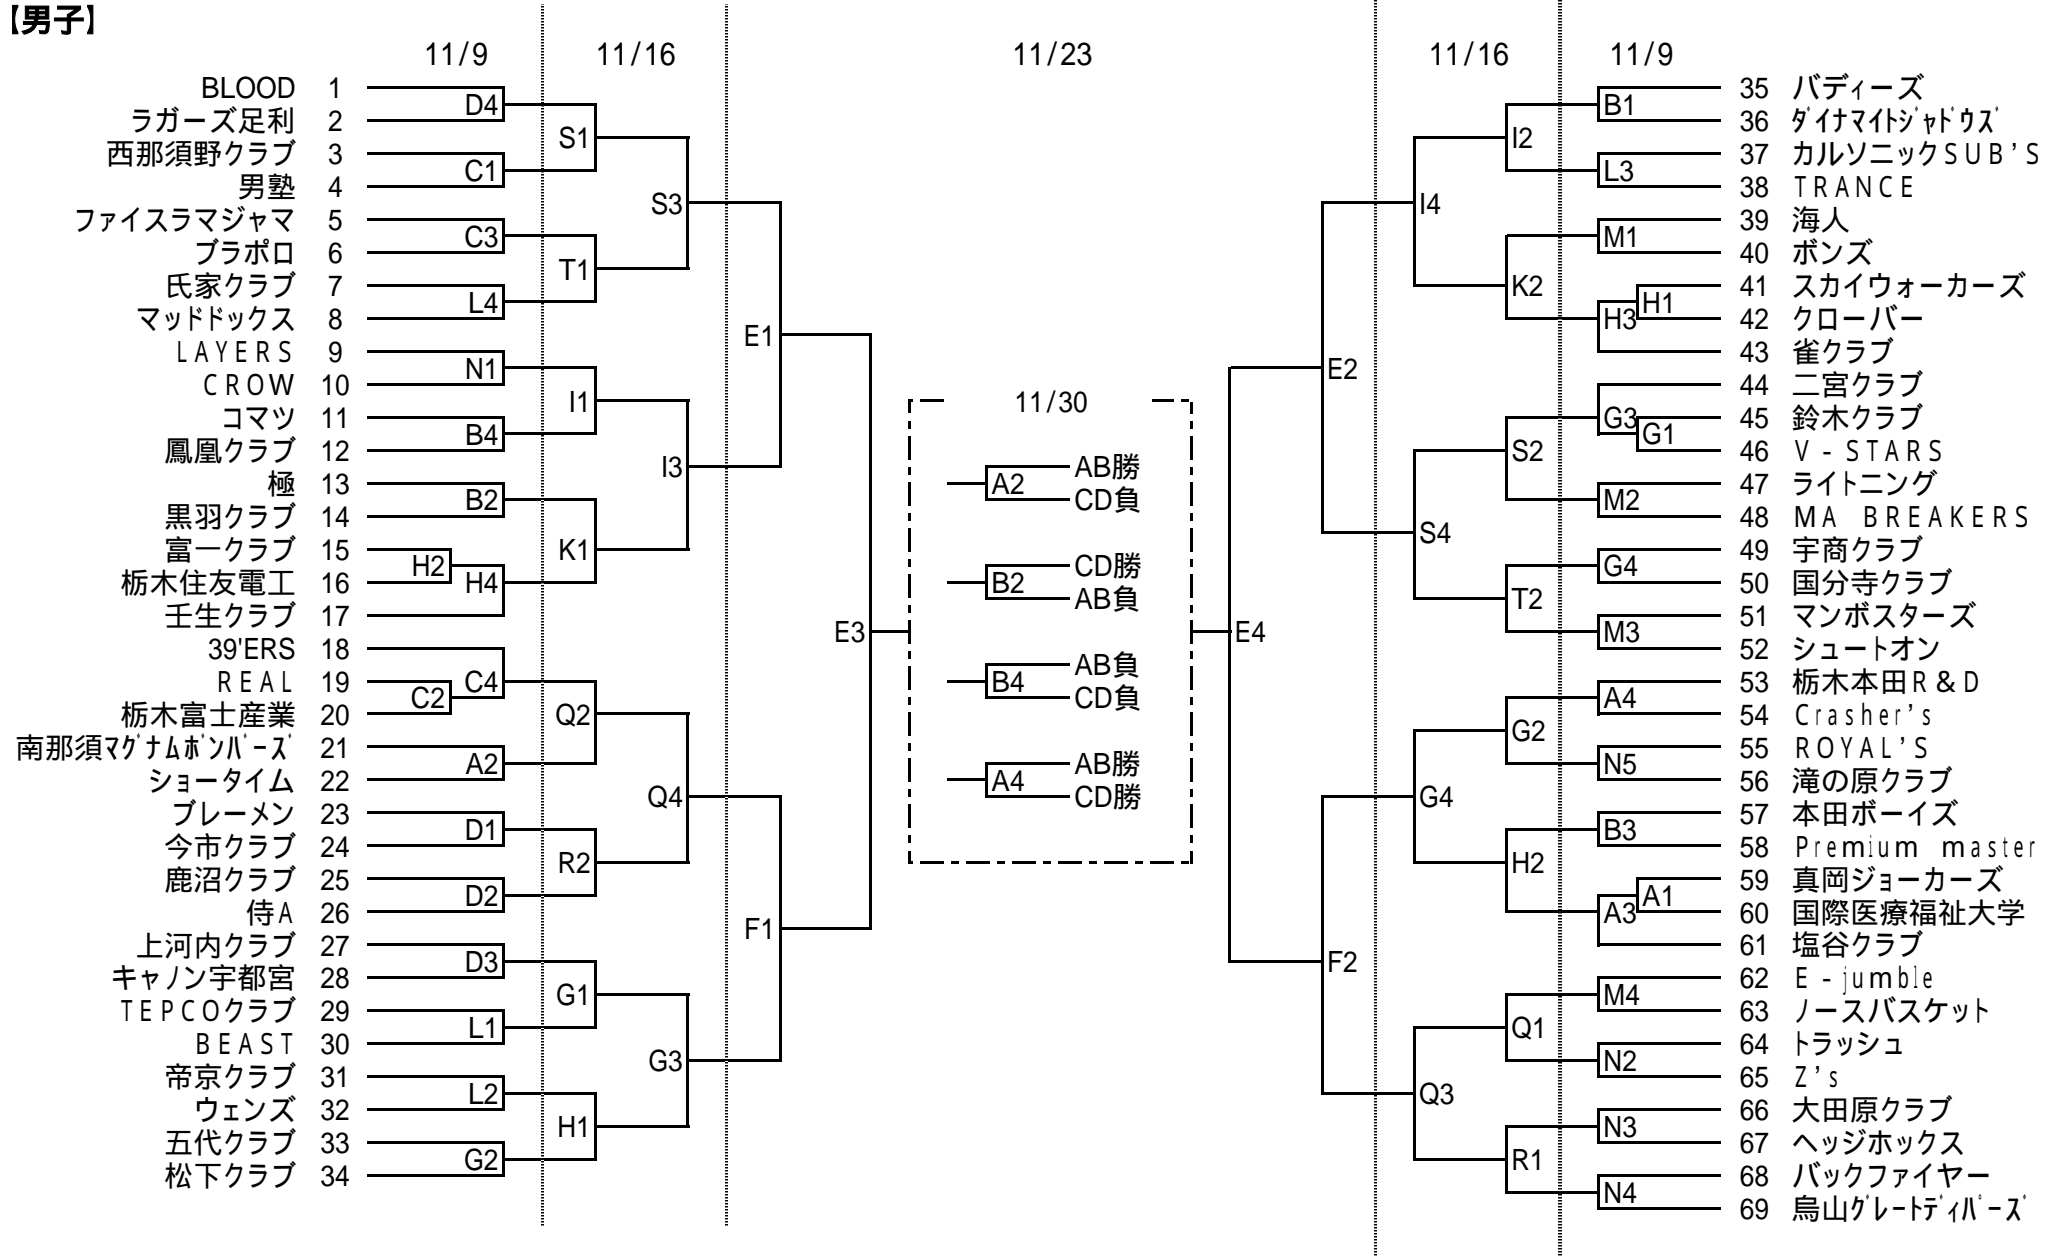 【男子】
11/9 11/16 11/23 11/16 11/9
BLOOD 1
D4
ラガーズ足利 2
S1
西那須野クラブ 3
C1
男塾 4
S3
ファイスラマジャマ 5
C3
ブラポロ 6
T1
氏家クラブ 7
L4
マッドドックス 8
E1
LAYERS 9
N1
CROW 10
I1
コマツ 11
B4
鳳凰クラブ 12
I3
極 13
B2
黒羽クラブ 14
K1
富一クラブ 15
H2
栃木住友電工 16
H4
壬生クラブ 17
E3
39'ERS 18
C4
REAL 19
C2
栃木富士産業 20
Q2
南那須マグナムボンバーズ 21
A2
ショータイム 22
Q4
ブレーメン 23
D1
今市クラブ 24
R2
鹿沼クラブ 25
D2
侍A 26
F1
上河内クラブ 27
D3
キャノン宇都宮 28
G1
TEPCOクラブ 29
L1
BEAST 30
G3
帝京クラブ 31
L2
ウェンズ 32
H1
五代クラブ 33
G2
松下クラブ 34
11/30
A2 AB勝
CD負
B2 CD勝
AB負
B4 AB負
CD負
A4 AB勝
CD勝
35 バディーズ
B1
36 ダイナマイトジャドウズ
I2
37 カルソニックSUB'S
L3
38 TRANCE
I4
39 海人
M1
40 ボンズ
K2
41 スカイウォーカーズ
H1
42 クローバー
H3
43 雀クラブ
E2
44 二宮クラブ
G3
45 鈴木クラブ
G1
46 V-STARS
S2
47 ライトニング
M2
48 MA BREAKERS
S4
49 宇商クラブ
G4
50 国分寺クラブ
T2
51 マンボスターズ
M3
52 シュートオン
E4
53 栃木本田R&D
A4
54 Crasher's
G2
55 ROYAL'S
N5
56 滝の原クラブ
G4
57 本田ボーイズ
B3
58 Premium master
H2
59 真岡ジョーカーズ
A1
60 国際医療福祉大学
A3
61 塩谷クラブ
F2
62 E-jumble
M4
63 ノースバスケット
Q1
64 トラッシュ
N2
65 Z's
Q3
66 大田原クラブ
N3
67 ヘッジホックス
R1
68 バックファイヤー
N4
69 烏山グレートディバーズ